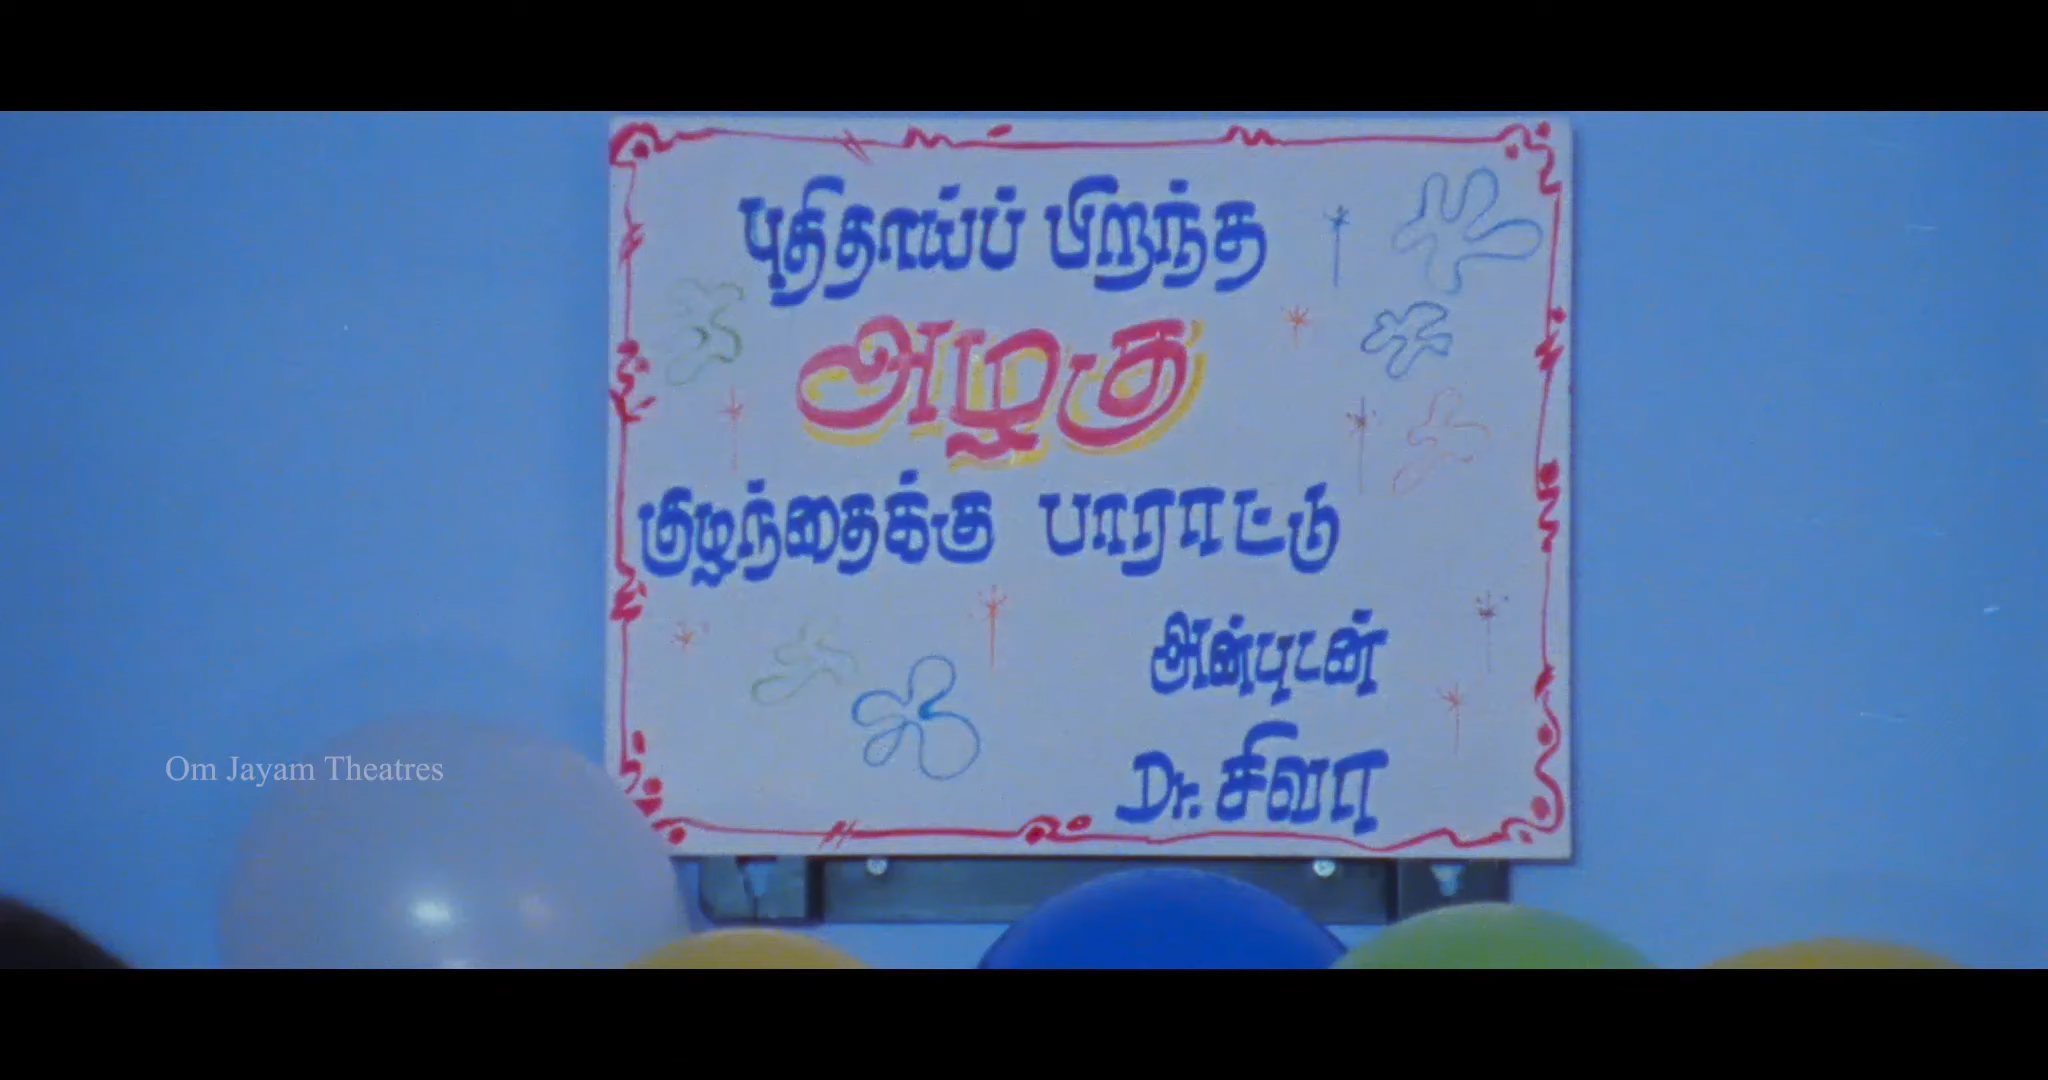 புதிதாய்ப் பிறந்த
அழகு
குழந்தைக்கு பாராட்டு
அன்புடன்
Dr. சிவா
Om Jayam Theatres